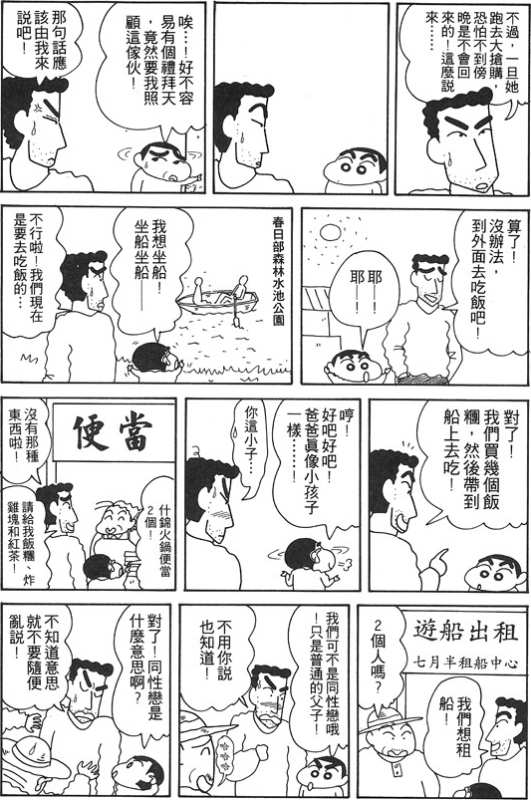 不過，一旦她
跑去大搶購，
恐怕不到傍
晚是不會回
來的！這麼說
來……
唉…！好不容
易有個禮拜天
，竟然要我照
顧這傢伙！
那句話應
該由我來
說吧！
算了！
沒辦法，
到外面去吃飯吧！
耶！
耶——！
春日部森林水池公園
我想坐船！
坐船坐船——
不行啦！我們現在
是要去吃飯的…
對了！
我們買幾個飯
糰，然後帶到
船上去吃！
哼！
好吧好吧！
爸爸真像小孩子
一樣……
你這小子…
便當
什錦火鍋便當
2個！
沒有那種
東西啦！
請給我飯糰、炸
雞塊和紅茶
遊船出租
七月半租船中心
我們想租
船！
2個人嗎？
我們可不是同性戀哦
！只是普通的父子！
不用你說
也知道！
對了！同性戀是
什麼意思啊？
不知道意思
就不要隨便
亂說！